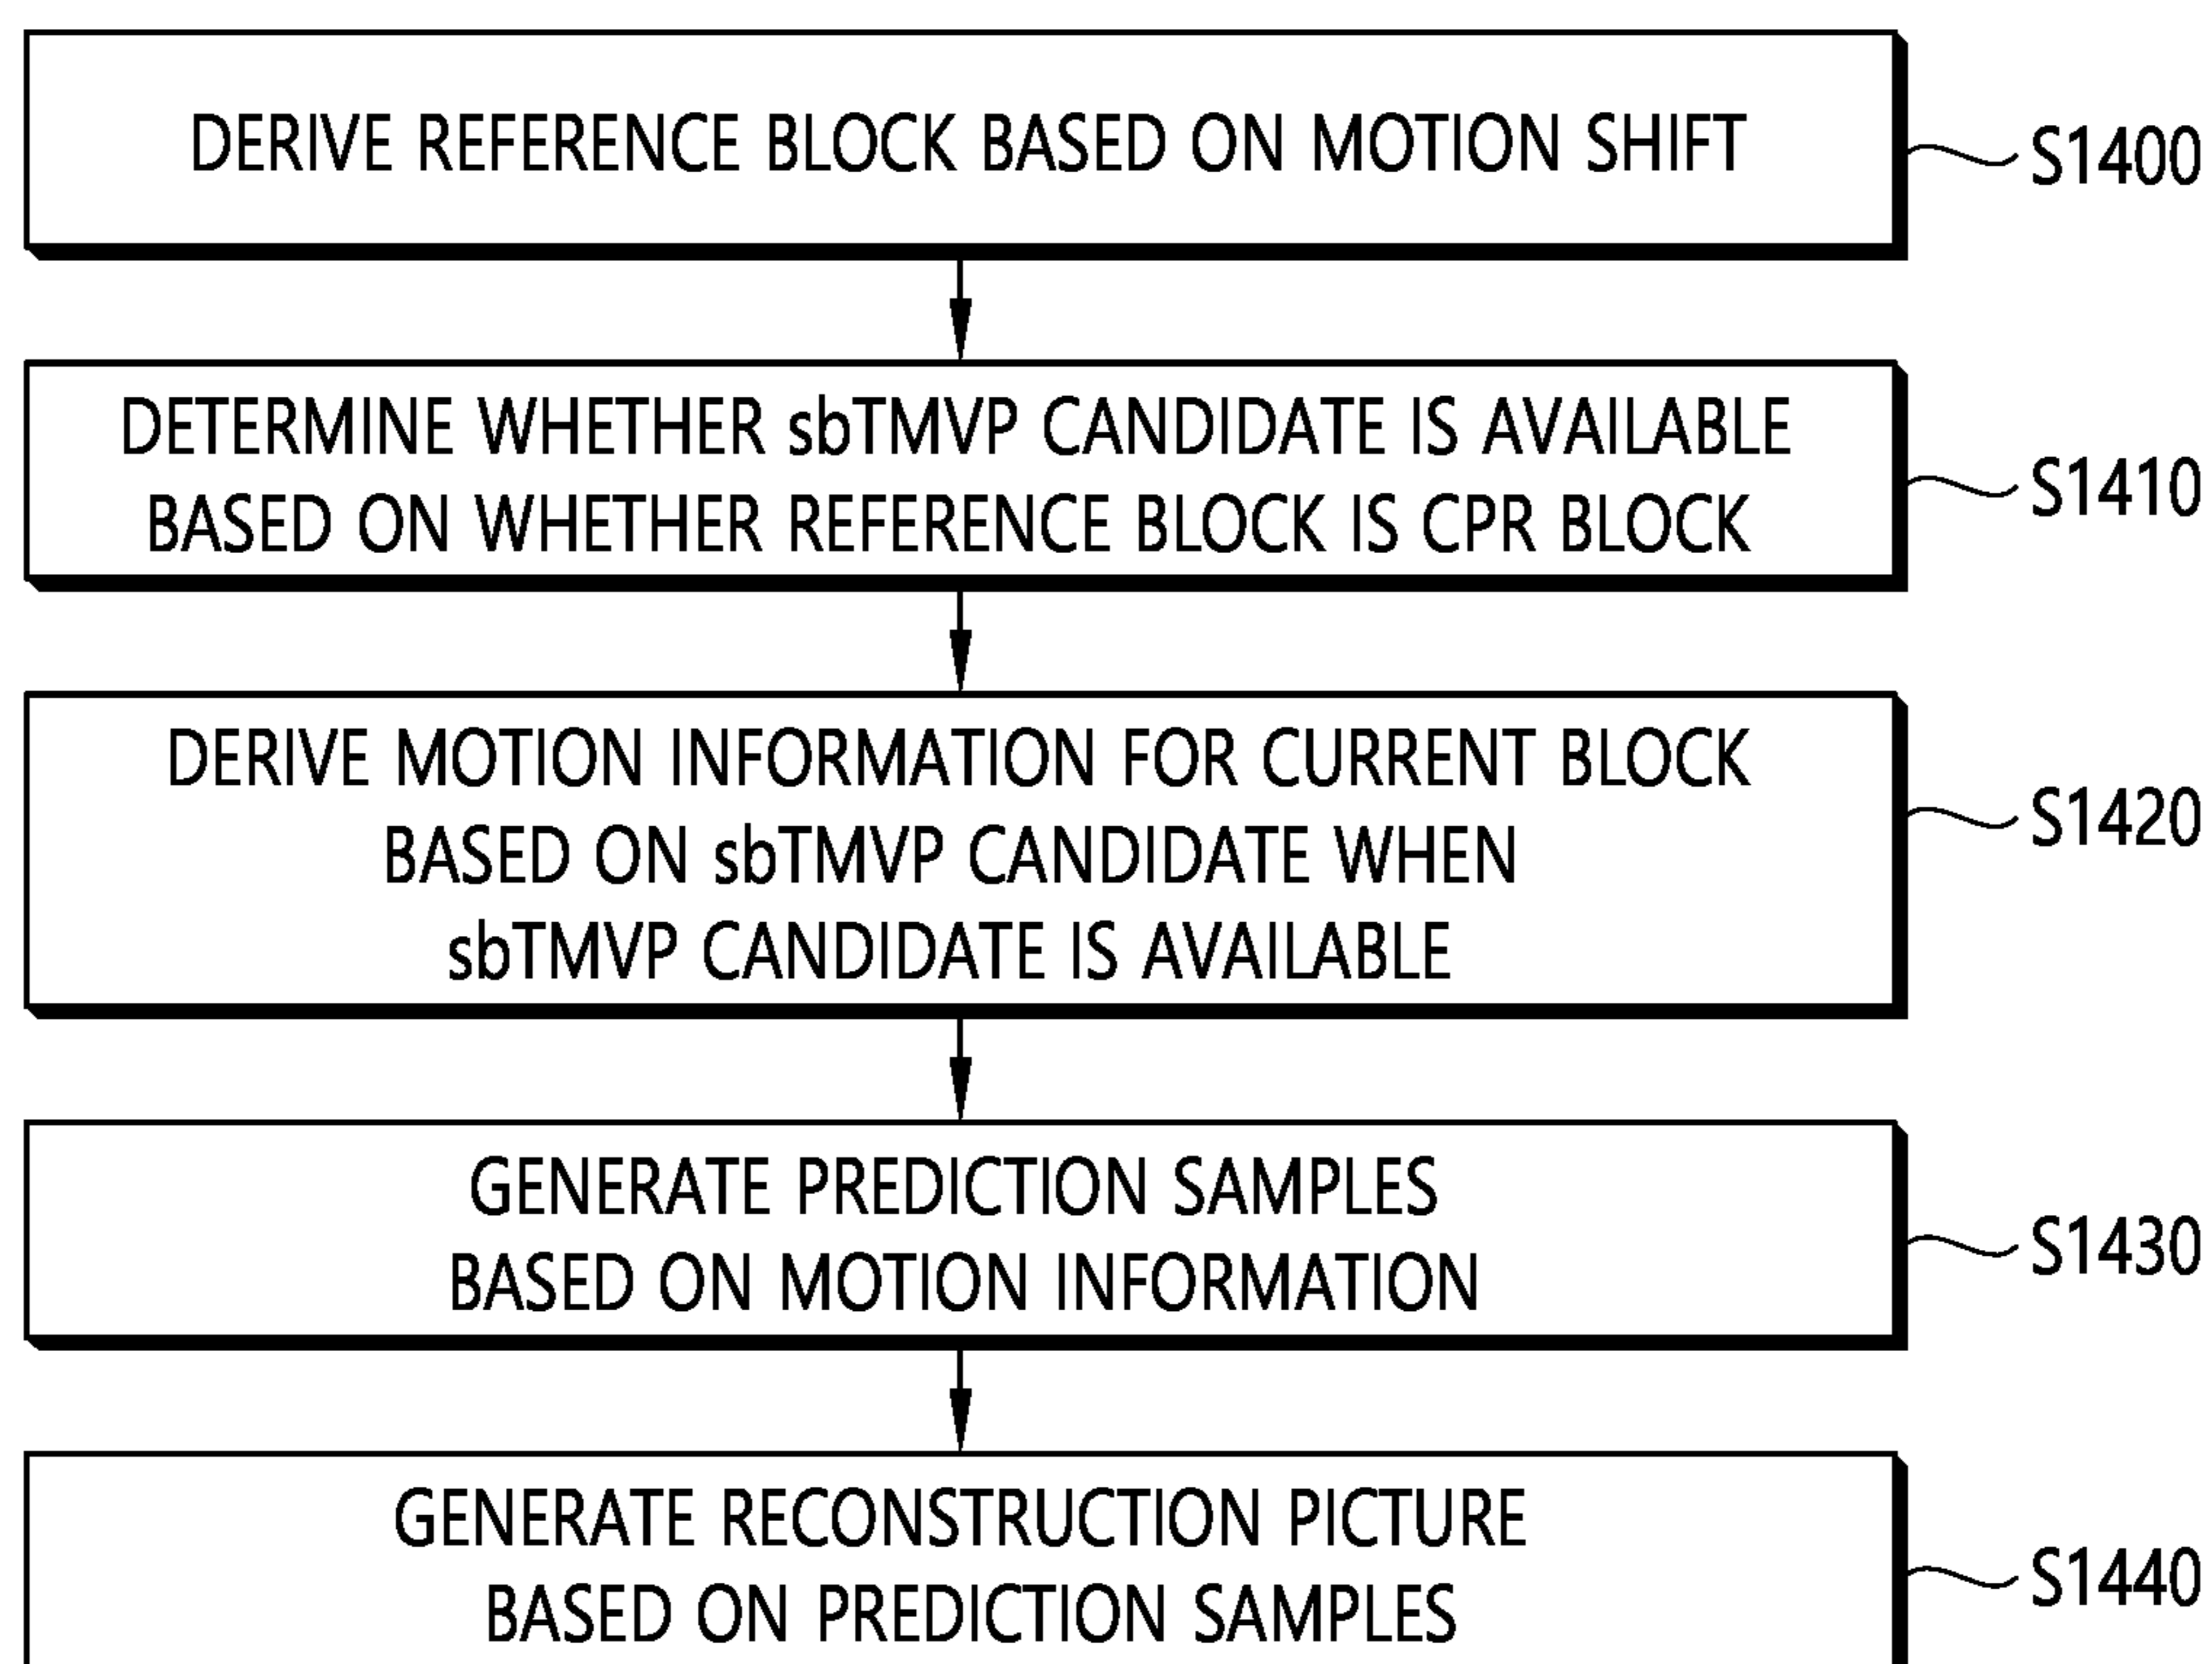 DERIVE REFERENCE BLOCK BASED ON MOTION SHIFT
S1400
DETERMINE WHETHER sbTMVP CANDIDATE IS AVAILABLE
BASED ON WHETHER REFERENCE BLOCK IS CPR BLOCK
S1410
DERIVE MOTION INFORMATION FOR CURRENT BLOCK
BASED ON sbTMVP CANDIDATE WHEN
sbTMVP CANDIDATE IS AVAILABLE
S1420
GENERATE PREDICTION SAMPLES
BASED ON MOTION INFORMATION
S1430
GENERATE RECONSTRUCTION PICTURE
BASED ON PREDICTION SAMPLES
S1440